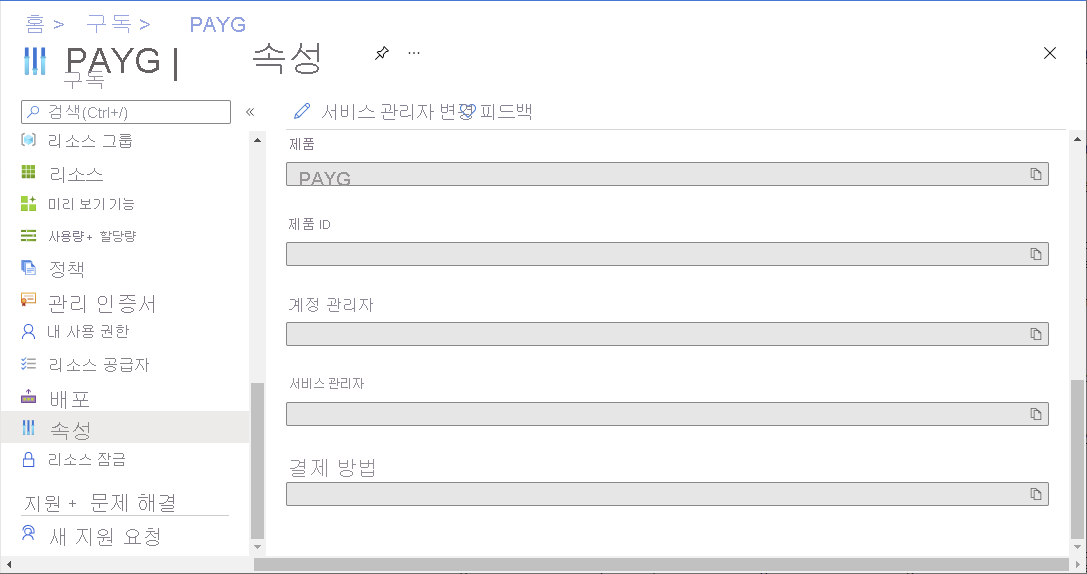 홈 > 구독 > PAYG
PAYG | 속성
구독
검색(Ctrl+/)
«
서비스 관리자 변경 피드백
리소스 그룹
리소스
미리 보기 기능
사용량 + 할당량
정책
관리 인증서
내 사용 권한
리소스 공급자
배포
속성
리소스 잠금
지원 + 문제 해결
새 지원 요청
제품
PAYG
제품 ID
계정 관리자
서비스 관리자
결제 방법